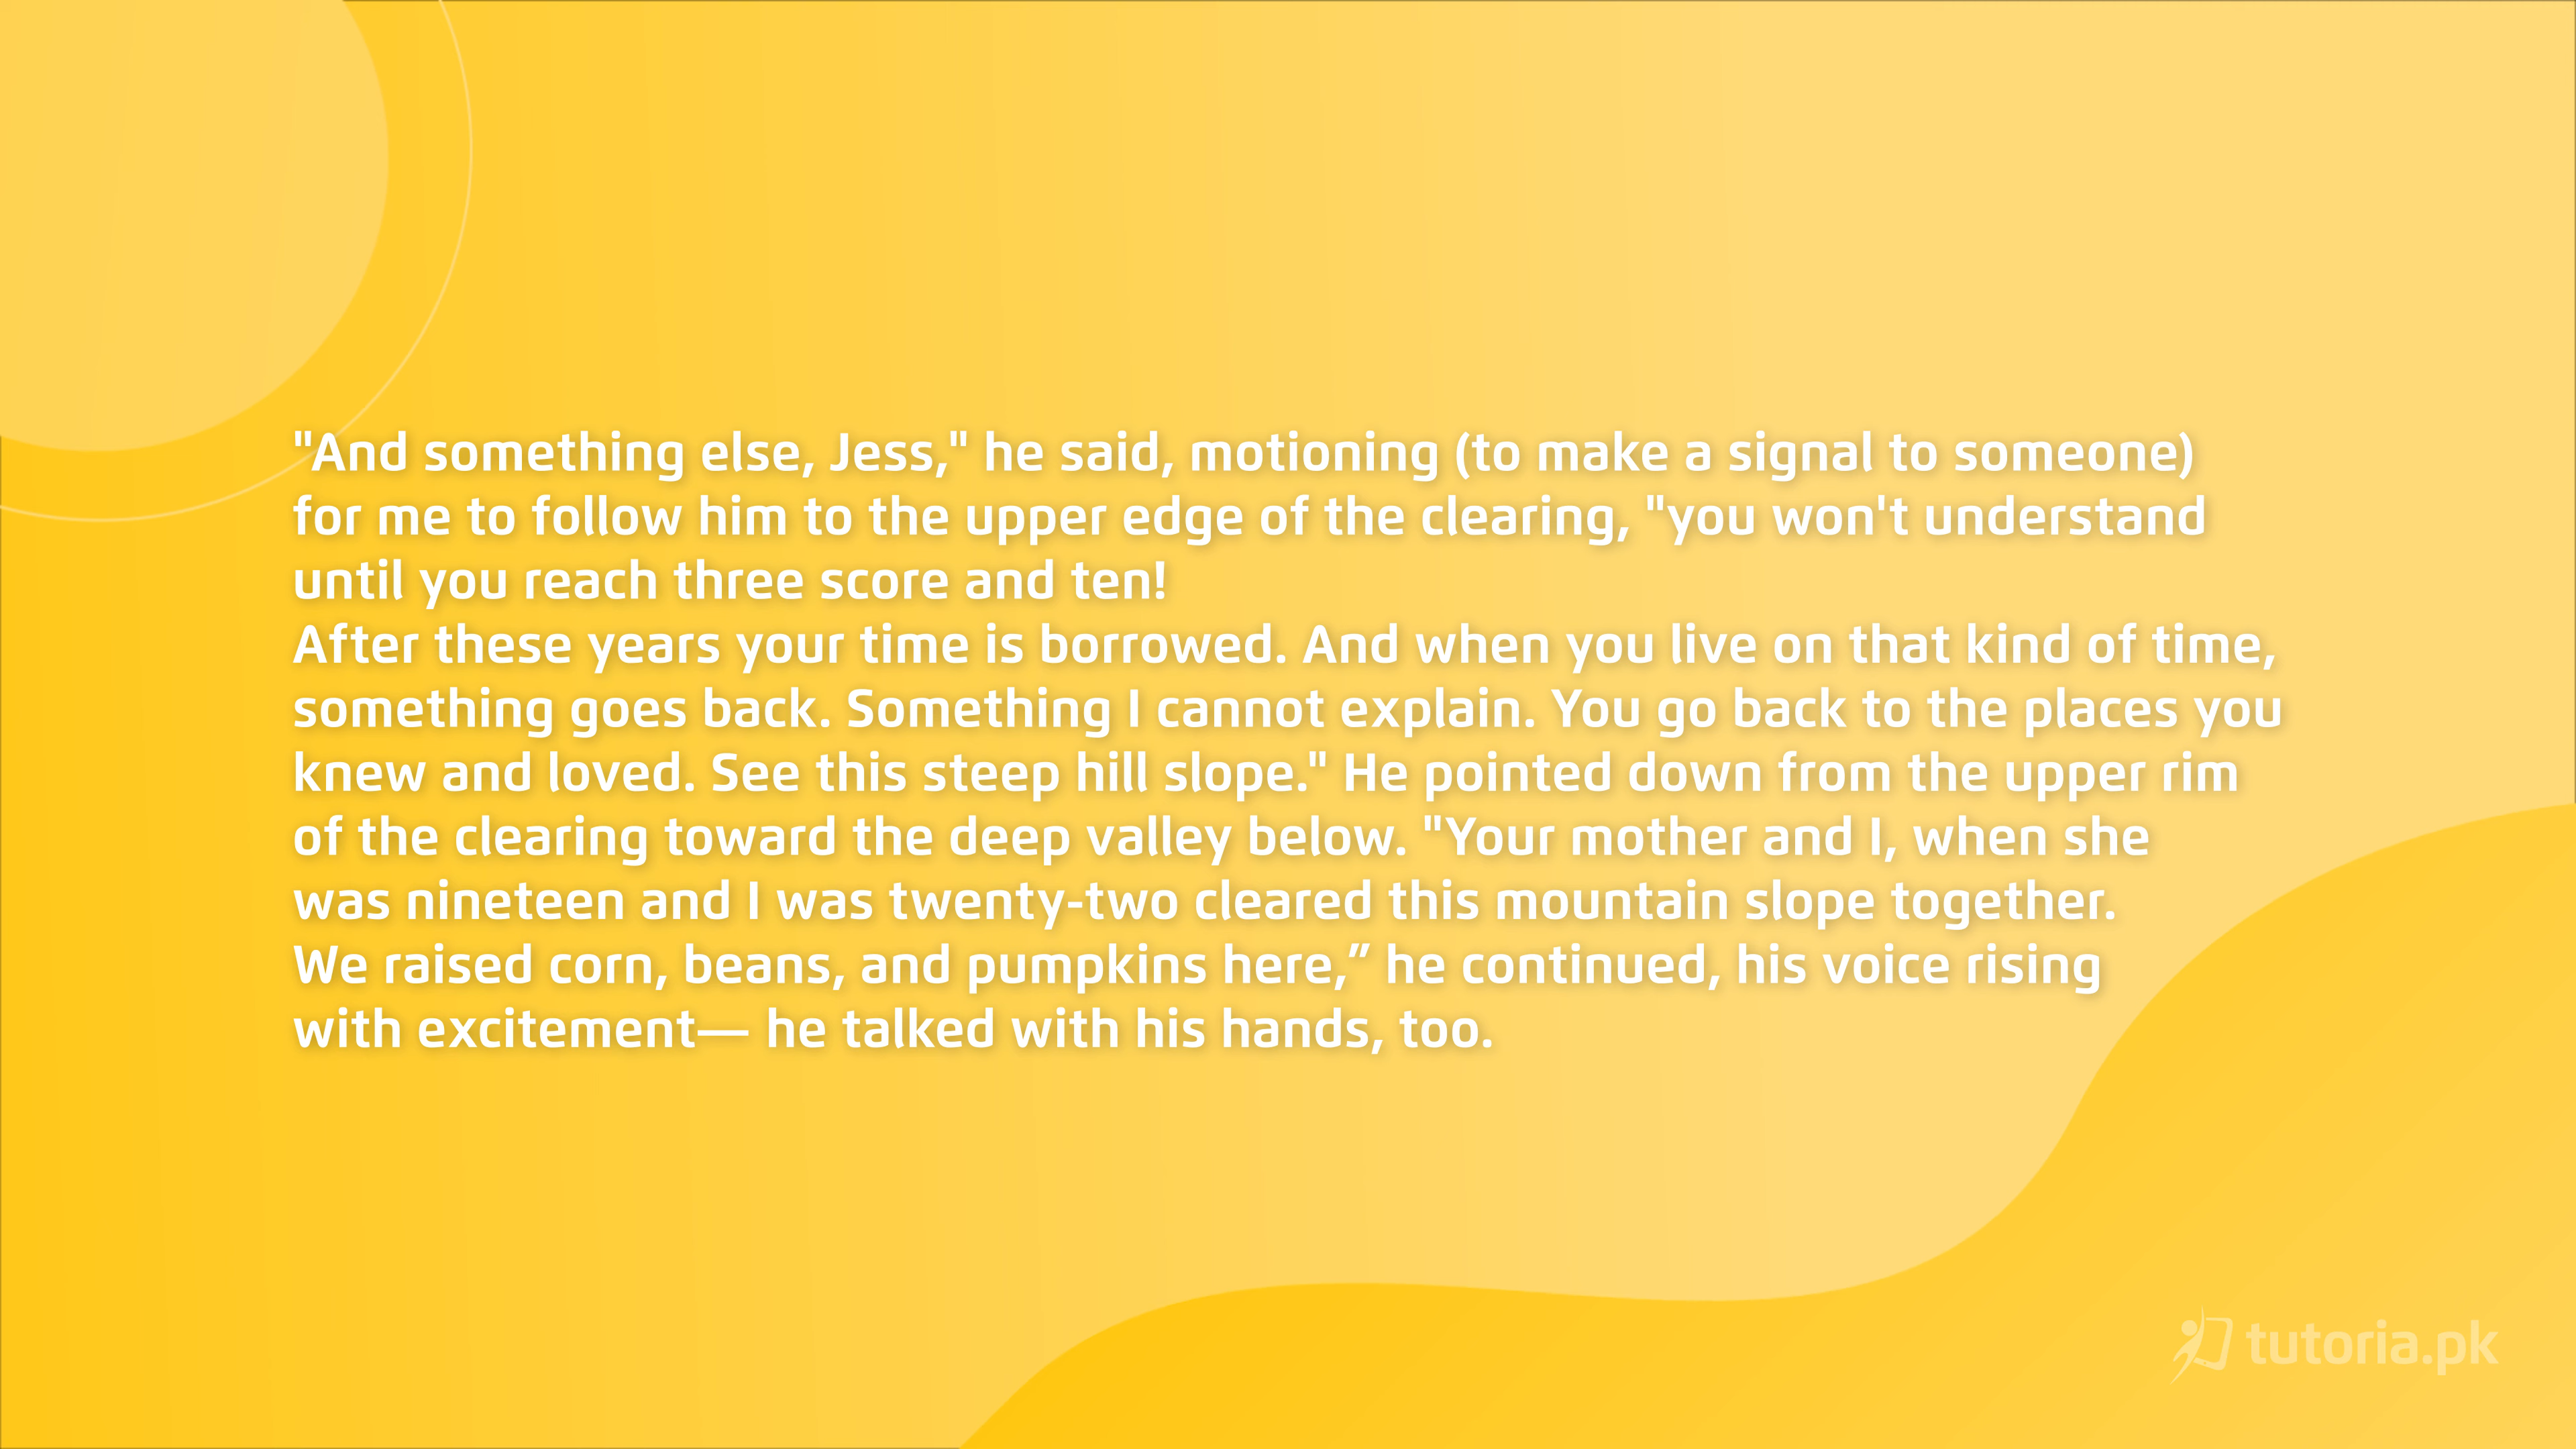 "And something else, Jess," he said, motioning (to make a signal to someone)
for me to follow him to the upper edge of the clearing, "you won't understand
until you reach three score and ten!
After these years your time is borrowed. And when you live on that kind of time,
something goes back. Something I cannot explain. You go back to the places you
knew and loved. See this steep hill slope." He pointed down from the upper rim
of the clearing toward the deep valley below. "Your mother and I, when she
was nineteen and I was twenty-two cleared this mountain slope together.
We raised corn, beans, and pumpkins here,” he continued, his voice rising
with excitement— he talked with his hands, too.
tutoria.pk